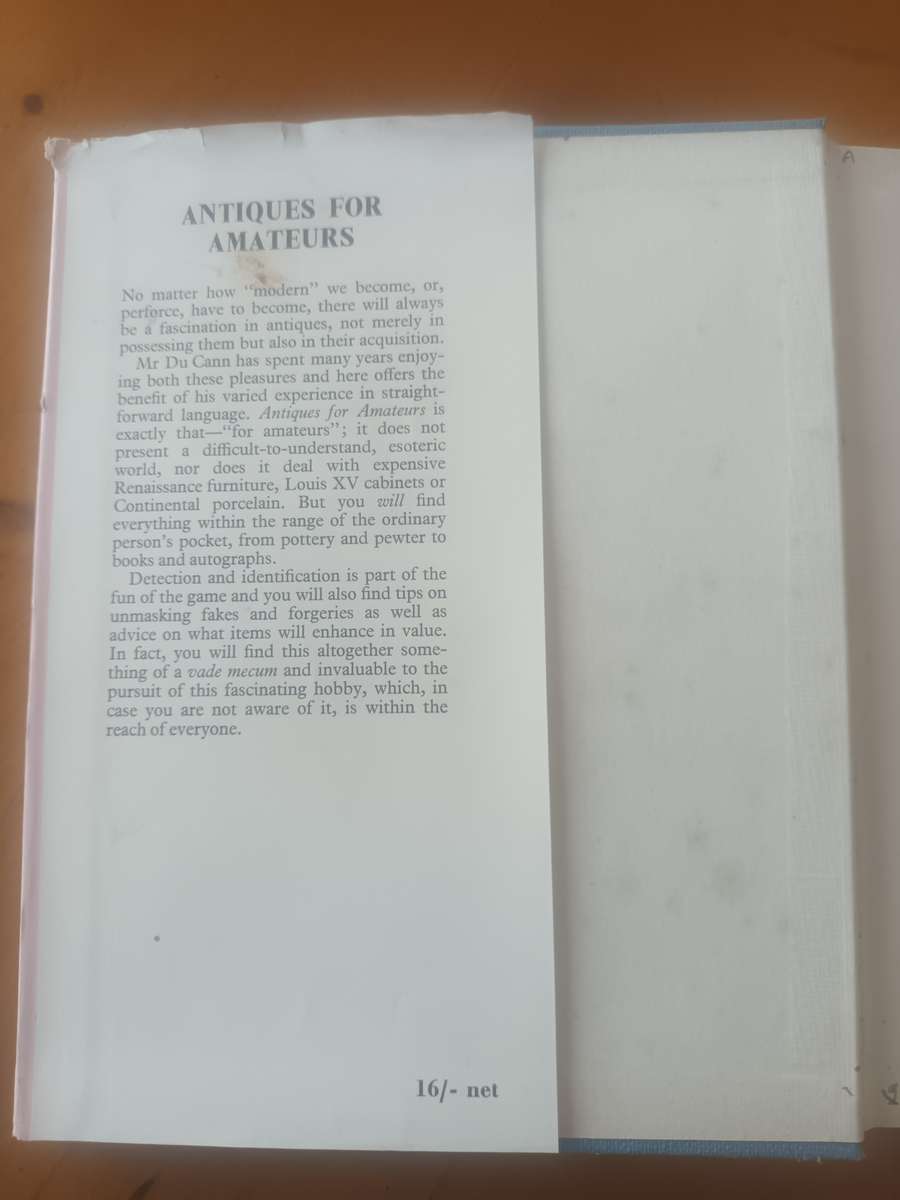 ANTIQUES FOR
AMATEURS
No matter how “modern” we become, or,
perforce, have to become, there will always
be a fascination in antiques, not merely in
possessing them but also in their acquisition.
Mr Du Cann has spent many years enjoy-
ing both these pleasures and here offers the
benefit of his varied experience in straight-
forward language. Antiques for Amateurs is
exactly that—“for amateurs”; it does not
present a difficult-to-understand, esoteric
world, nor does it deal with expensive
Renaissance furniture, Louis XV cabinets or
Continental porcelain. But you will find
everything within the range of the ordinary
person’s pocket, from pottery and pewter to
books and autographs.
Detection and identification is part of the
fun of the game and you will also find tips on
unmasking fakes and forgeries as well as
advice on what items will enhance in value.
In fact, you will find this altogether some-
thing of a vade mecum and invaluable to the
pursuit of this fascinating hobby, which, in
case you are not aware of it, is within the
reach of everyone.
16/- net
A